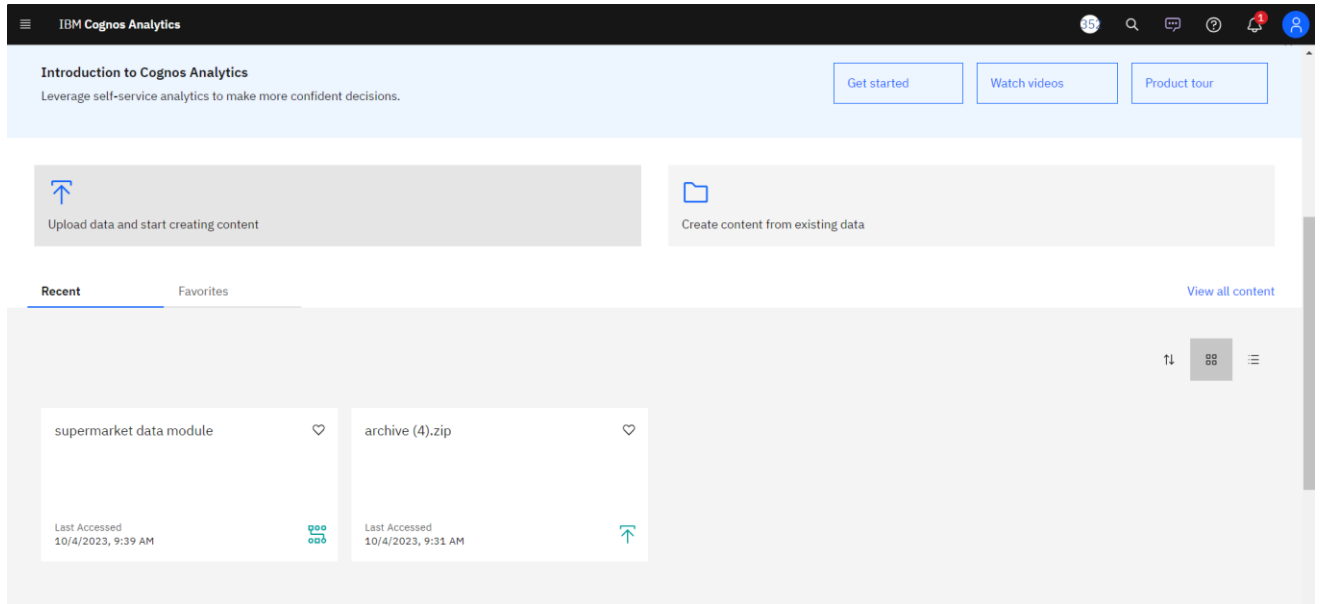 IBM Cognos Analytics
1
Introduction to Cognos Analytics
Leverage self-service analytics to make more confident decisions.
Get started
Watch videos
Product tour
Upload data and start creating content
Create content from existing data
Recent
Favorites
View all content
supermarket data module
archive (4).zip
Last Accessed
10/4/2023, 9:39 AM
Last Accessed
10/4/2023, 9:31 AM